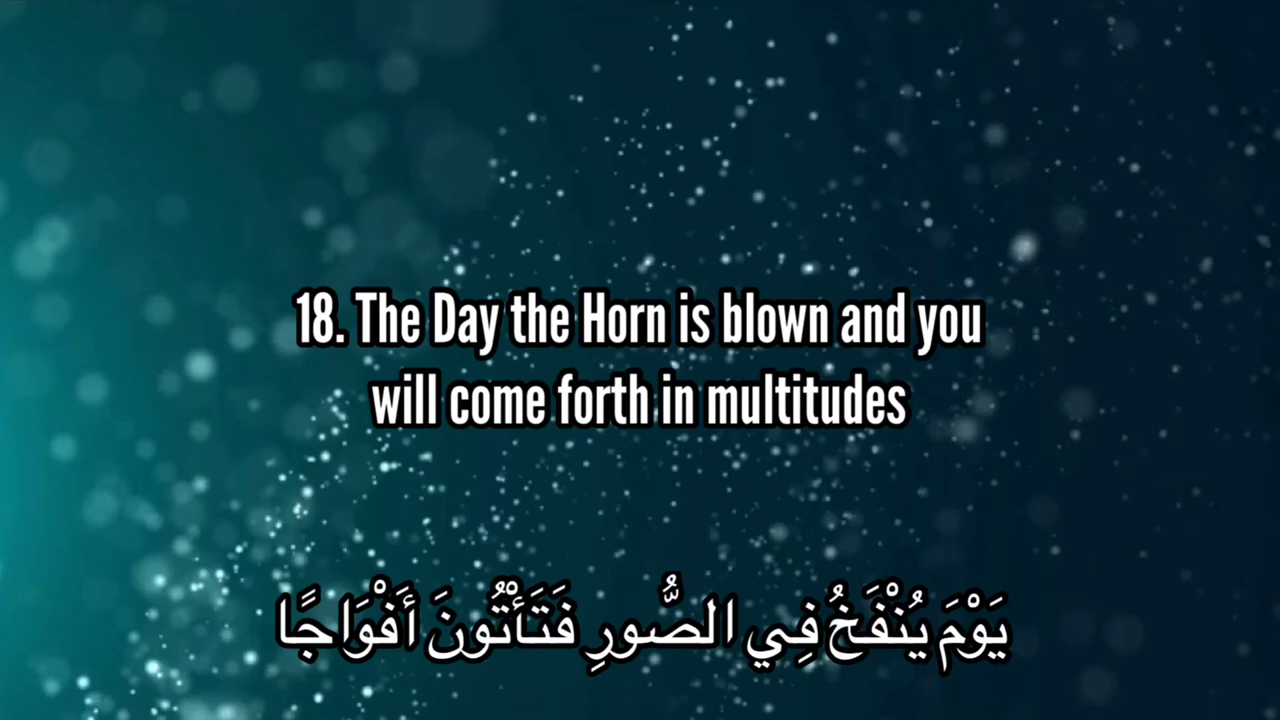 18. The Day the Horn is blown and you
will come forth in multitudes
يَوْمَ يُنْفَخُ فِي الصُّورِ فَتَأْتُونَ أَفْوَاجًا